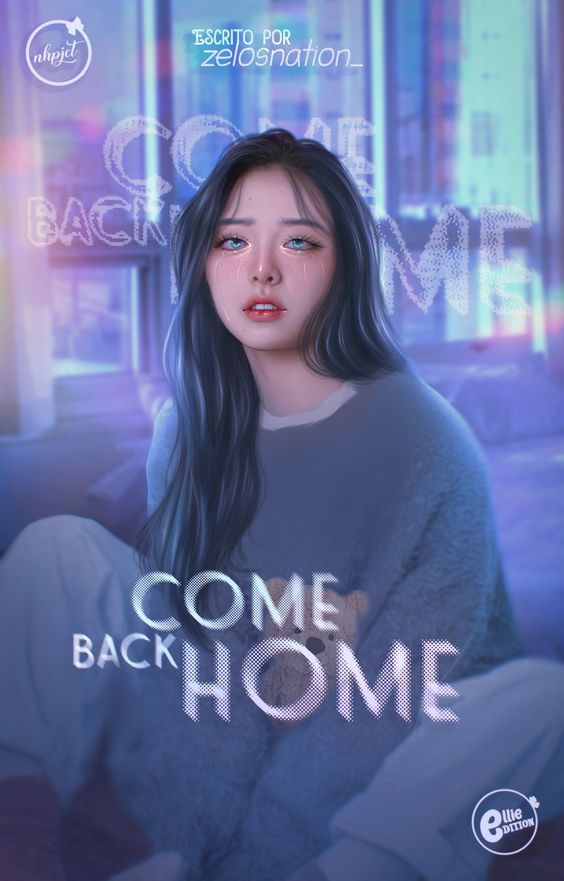 nhpjct
ESCRITO POR
zelosnation_
COME
BACK HOME
COME
BACK HOME
ellie
EDITION